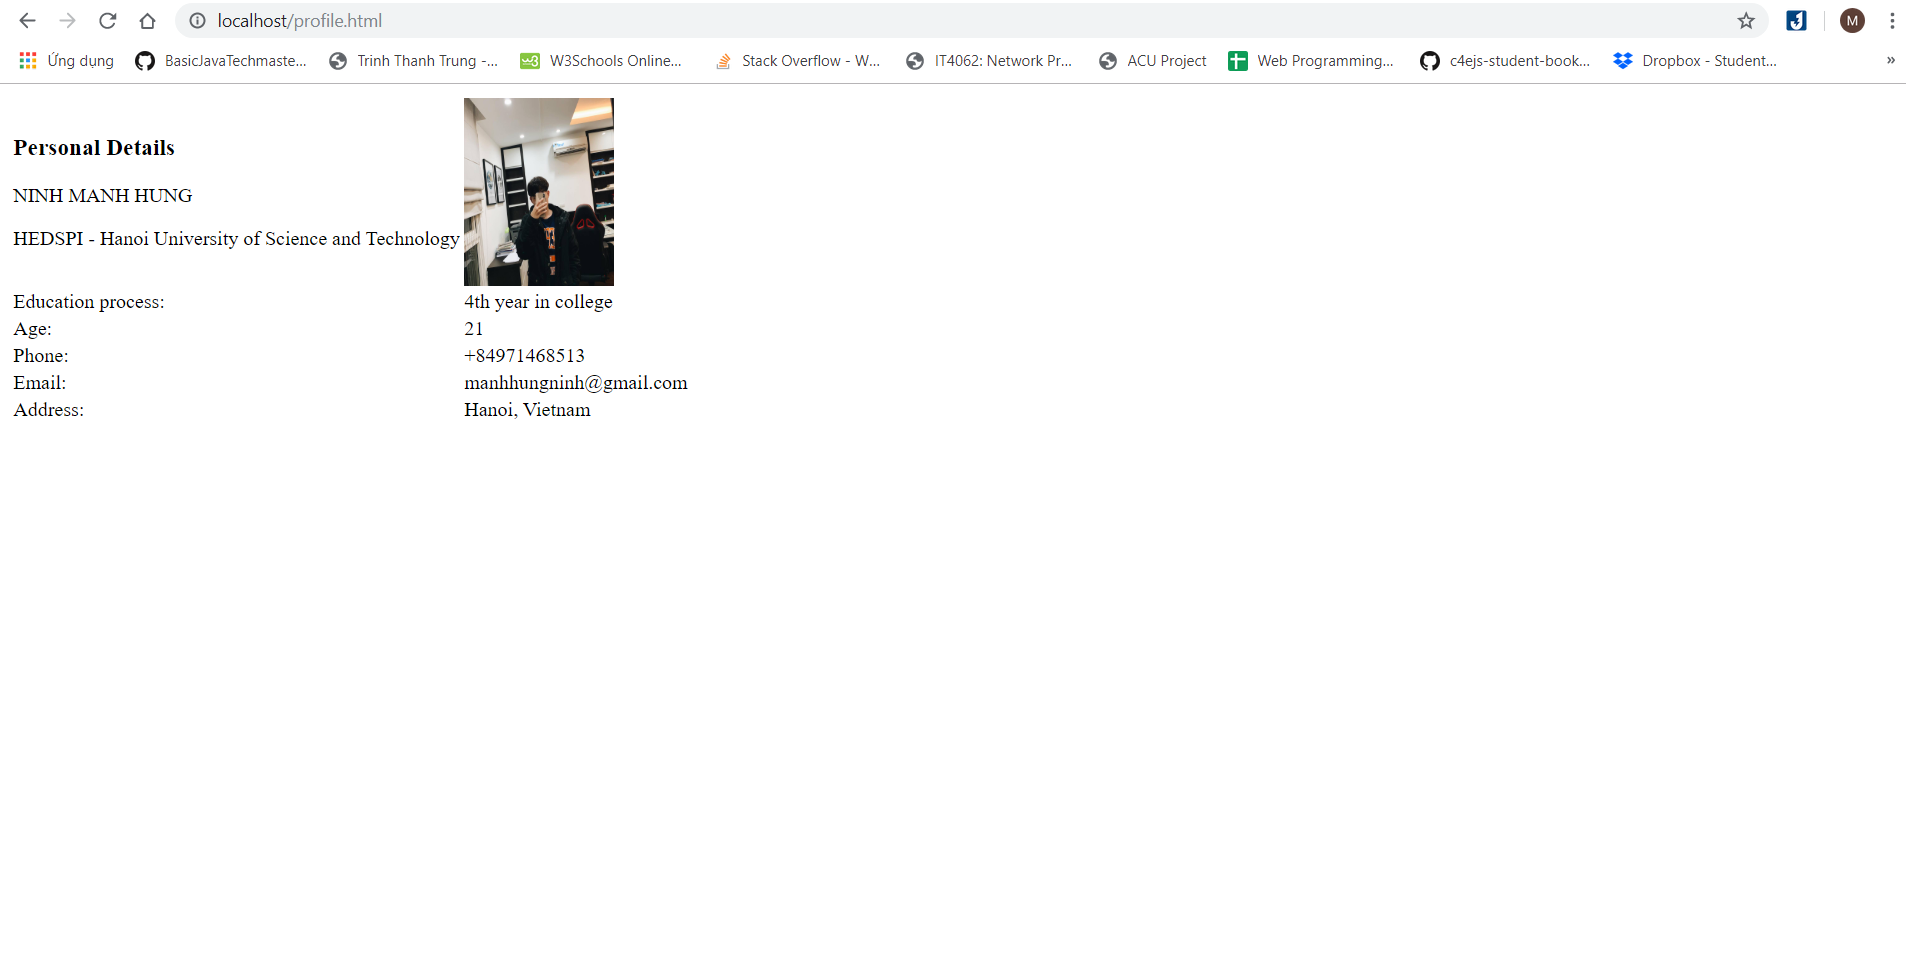 localhost/profile.html
M
Ứng dụng
BasicJavaTechmaste...
Trinh Thanh Trung -...
W3Schools Online...
Stack Overflow - W...
IT4062: Network Pr...
ACU Project
Web Programming...
c4ejs-student-book...
Dropbox - Student...
»
Personal Details
NINH MANH HUNG
HEDSPI - Hanoi University of Science and Technology
Education process: 4th year in college
Age: 21
Phone: +84971468513
Email: manhhungninh@gmail.com
Address: Hanoi, Vietnam